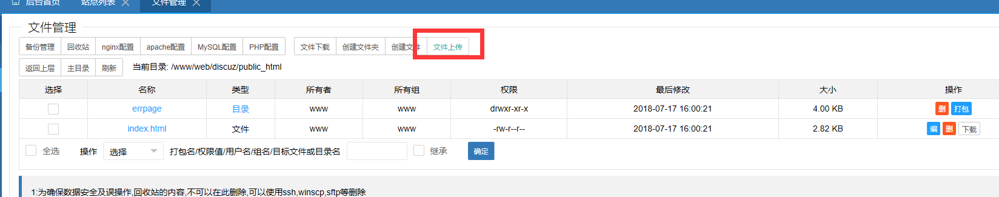 后台首页 站点列表 文件管理
文件管理
备份管理 回收站 nginx配置 apache配置 MySQL配置 PHP配置 文件下载 创建文件夹 创建文件 文件上传
返回上层 主目录 刷新 当前目录: /www/web/discuz/public_html
选择 名称 类型 所有者 所有组 权限 最后修改 大小 操作
errpage 目录 www www drwxr-xr-x 2018-07-17 16:00:21 4.00 KB 删 打包
index.html 文件 www www -rw-r--r-- 2018-07-17 16:00:21 2.82 KB 编 删 下载
全选 操作 选择 打包名/权限值/用户名/组名/目标文件或目录名 继承 确定
1:为确保数据安全及误操作,回收站的内容,不可以在此删除,可以使用ssh,winscp,sftp等删除